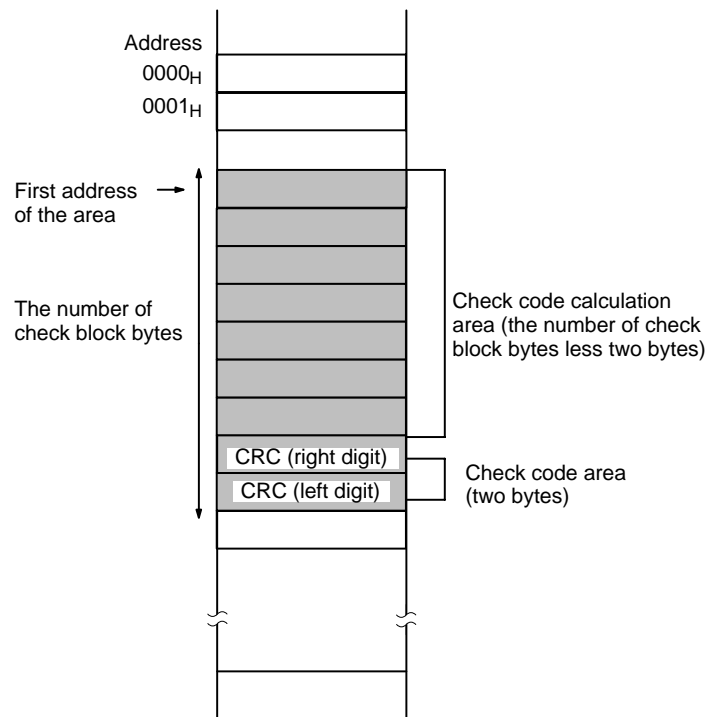 Address
0000H
0001H
First address
of the area
The number of
check block bytes
Check code calculation
area (the number of check
block bytes less two bytes)
CRC (right digit)
CRC (left digit)
Check code area
(two bytes)